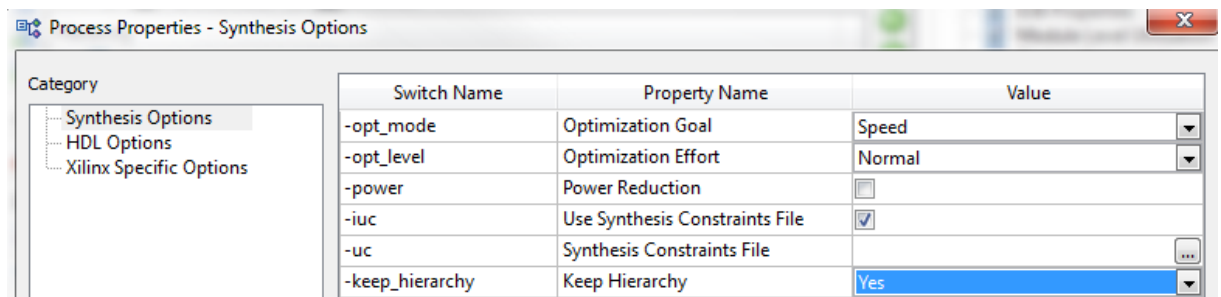 Process Properties - Synthesis Options
Category
Synthesis Options
HDL Options
Xilinx Specific Options
Switch Name Property Name Value
-opt_mode Optimization Goal Speed
-opt_level Optimization Effort Normal
-power Power Reduction
-iuc Use Synthesis Constraints File
-uc Synthesis Constraints File ...
-keep_hierarchy Keep Hierarchy Yes